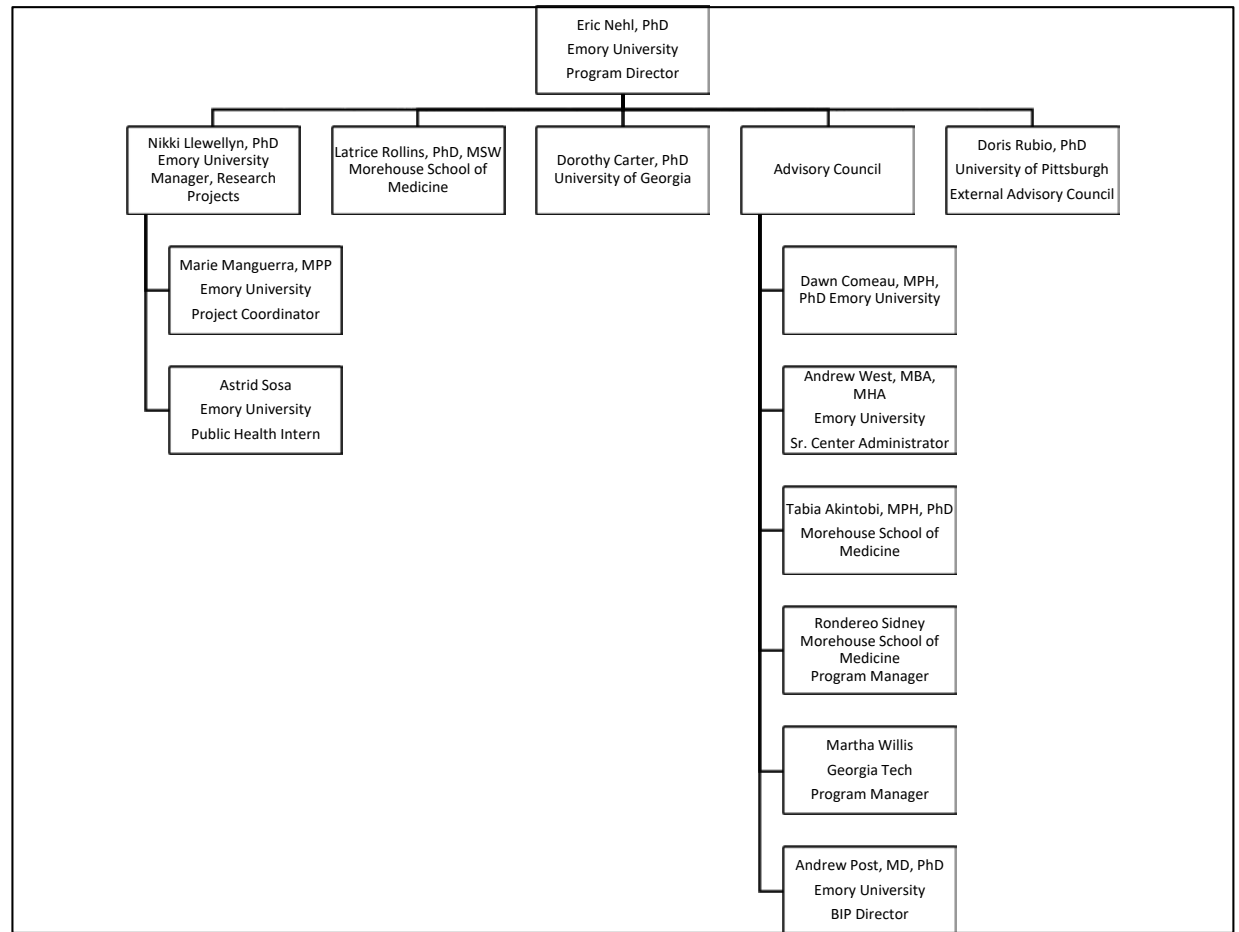 Eric Nehl, PhD
Emory University
Program Director
Nikki Llewellyn, PhD
Emory University
Manager, Research
Projects
Latrice Rollins, PhD, MSW
Morehouse School of
Medicine
Dorothy Carter, PhD
University of Georgia
Advisory Council
Doris Rubio, PhD
University of Pittsburgh
External Advisory Council
Marie Manguerra, MPP
Emory University
Project Coordinator
Astrid Sosa
Emory University
Public Health Intern
Dawn Comeau, MPH,
PhD Emory University
Andrew West, MBA,
MHA
Emory University
Sr. Center Administrator
Tabia Akintobi, MPH, PhD
Morehouse School of
Medicine
Rondereo Sidney
Morehouse School of
Medicine
Program Manager
Martha Willis
Georgia Tech
Program Manager
Andrew Post, MD, PhD
Emory University
BIP Director